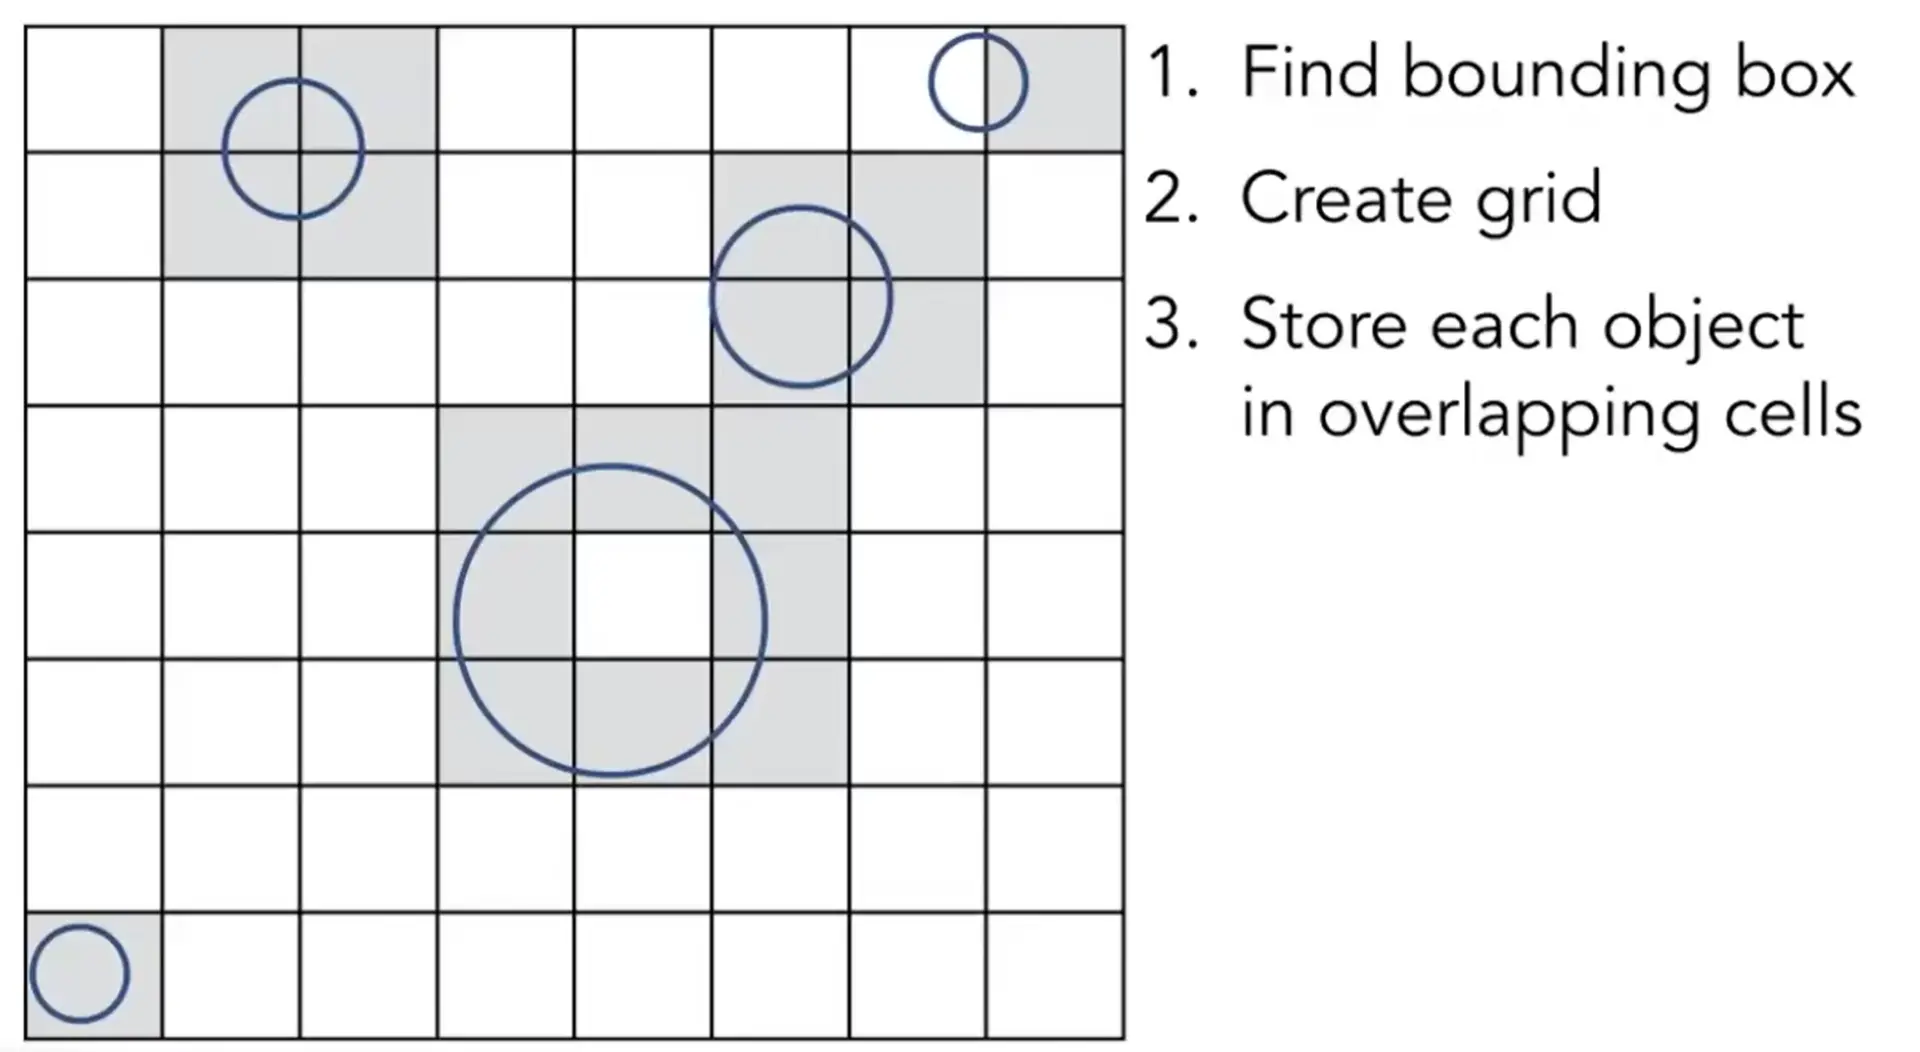 1. Find bounding box
2. Create grid
3. Store each object
in overlapping cells